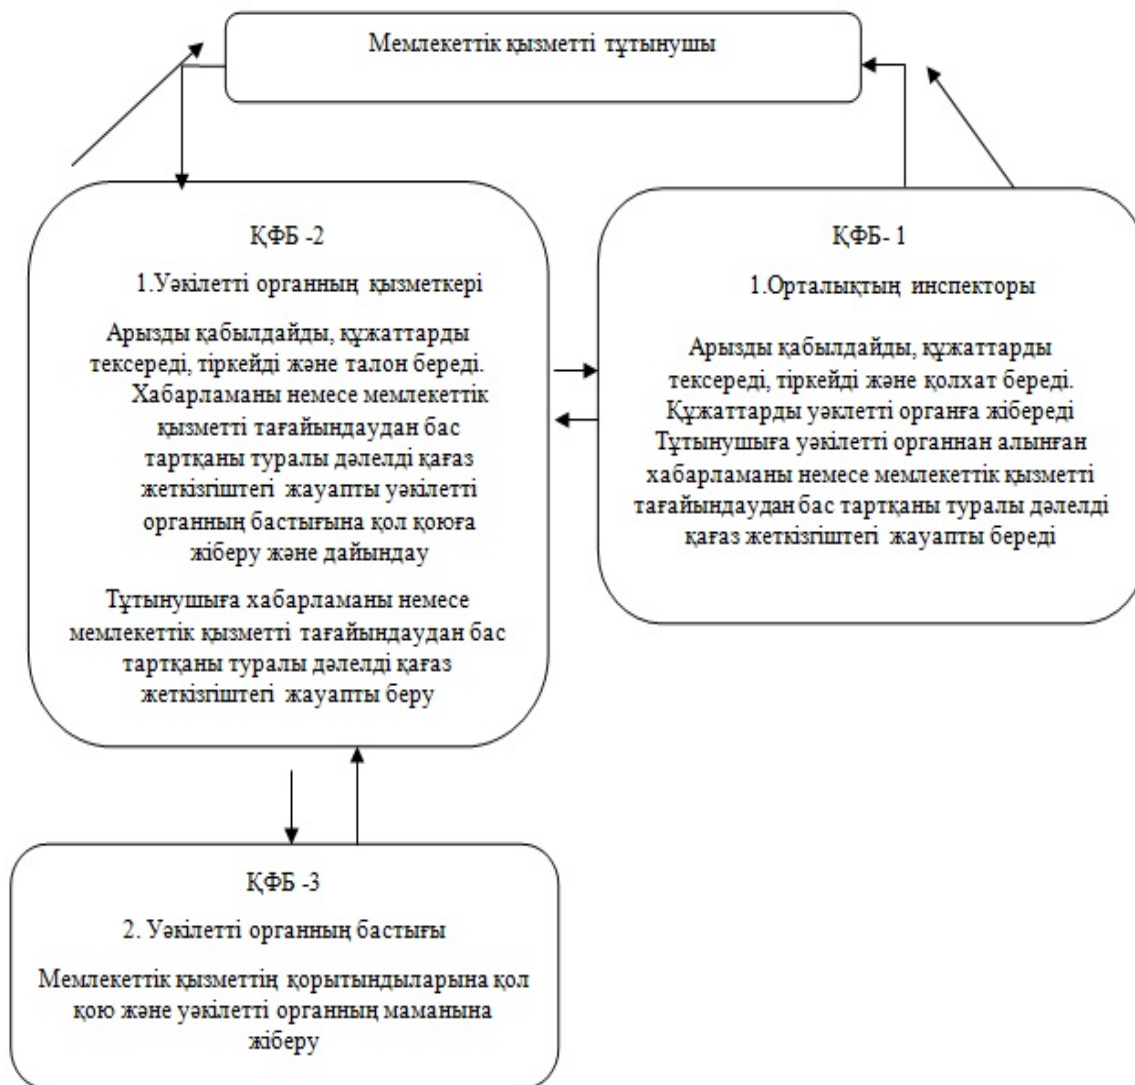 Мемлекеттік қызметті тұтынушы
ҚФБ -2
1.Уәкілетті органның қызметкері
Арызды қабылдайды, құжаттарды
тексереді, тіркейді және талон береді.
Хабарламаны немесе мемлекеттік
қызметті тағайындаудан бас
тартқаны туралы дәлелді қағаз
жеткізгіштегі жауапты уәкілетті
органның бастығына қол қоюға
жіберу және дайындау
Тұтынушыға хабарламаны немесе
мемлекеттік қызметті тағайындаудан бас
тартқаны туралы дәлелді қағаз
жеткізгіштегі жауапты беру
ҚФБ- 1
1.Орталықтың инспекторы
Арызды қабылдайды, құжаттарды
тексереді, тіркейді және қолхат береді.
Құжаттарды уәклетті органға жібереді
Тұтынушыға уәкілетті органнан алынған
хабарламаны немесе мемлекеттік қызметті
тағайындаудан бас тартқаны туралы дәлелді
қағаз жеткізгіштегі жауапты береді
ҚФБ -3
2. Уәкілетті органның бастығы
Мемлекеттік қызметтің қорытындыларына қол
қою және уәкілетті органның маманына
жіберу